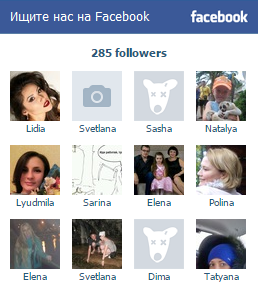 Ищите нас на Facebook
facebook
285 followers
Lidia Svetlana Sasha Natalya
Lyudmila Sarina Elena Polina
Elena Svetlana Dima Tatyana